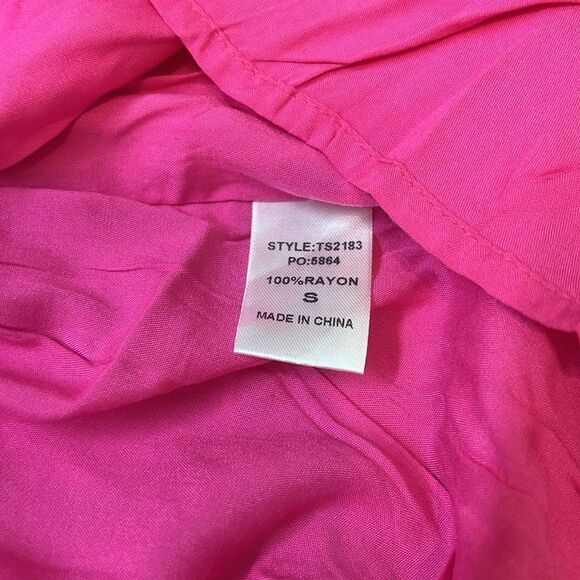 STYLE:TS2183
PO:5864
100%RAYON
S
MADE IN CHINA